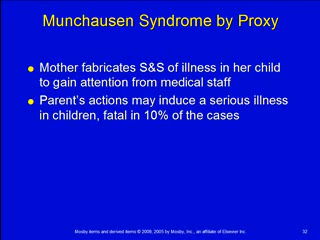 Munchausen Syndrome by Proxy
Mother fabricates S&S of illness in her child
to gain attention from medical staff
Parent's actions may induce a serious illness
in children, fatal in 10% of the cases
Mosby items and derived items © 2009, 2005 by Mosby, Inc., an affiliate of Elsevier Inc.
32